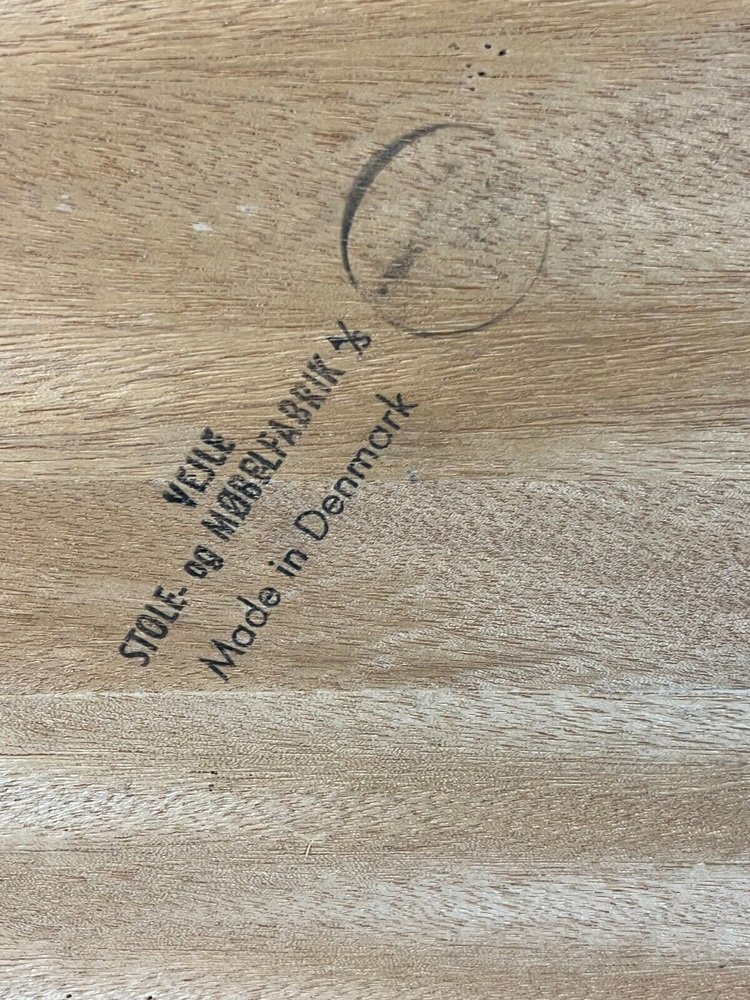 VEJLE
STOLE- og MØBELFABRIK A/S
Made in Denmark